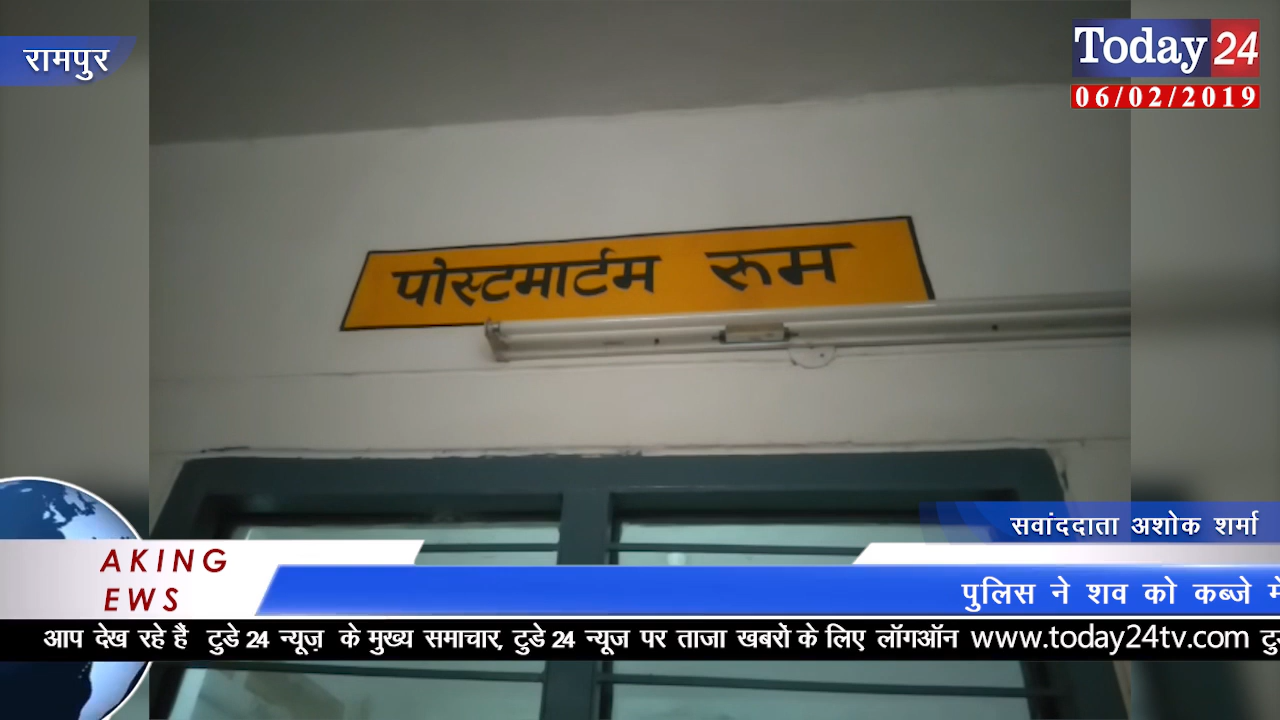 रामपुर
Today 24
06/02/2019
पोस्टमार्टम रुम
सवांददाता अशोक शर्मा
AKING
EWS
पुलिस ने शव को कब्जे मे
आप देख रहे हैं टुडे 24 न्यूज़ के मुख्य समाचार, टुडे 24 न्यूज पर ताजा खबरों के लिए लॉगऑन www.today24tv.com टु